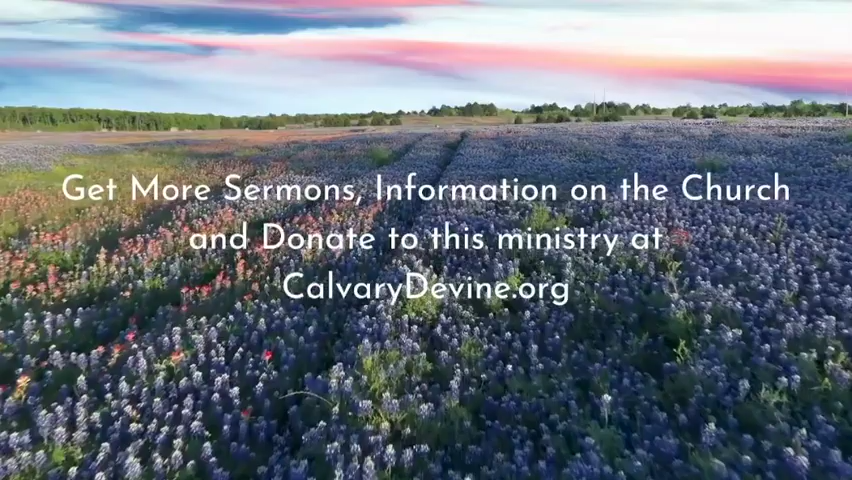 Get More Sermons, Information on the Church
and Donate to this ministry at
CalvaryDevine.org